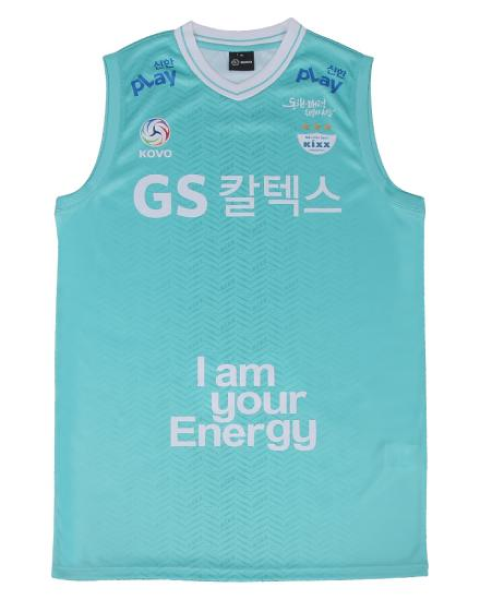 신한
pLay
신한
pLay
KOVO
KIXX
GS 칼텍스
I am
your
Energy